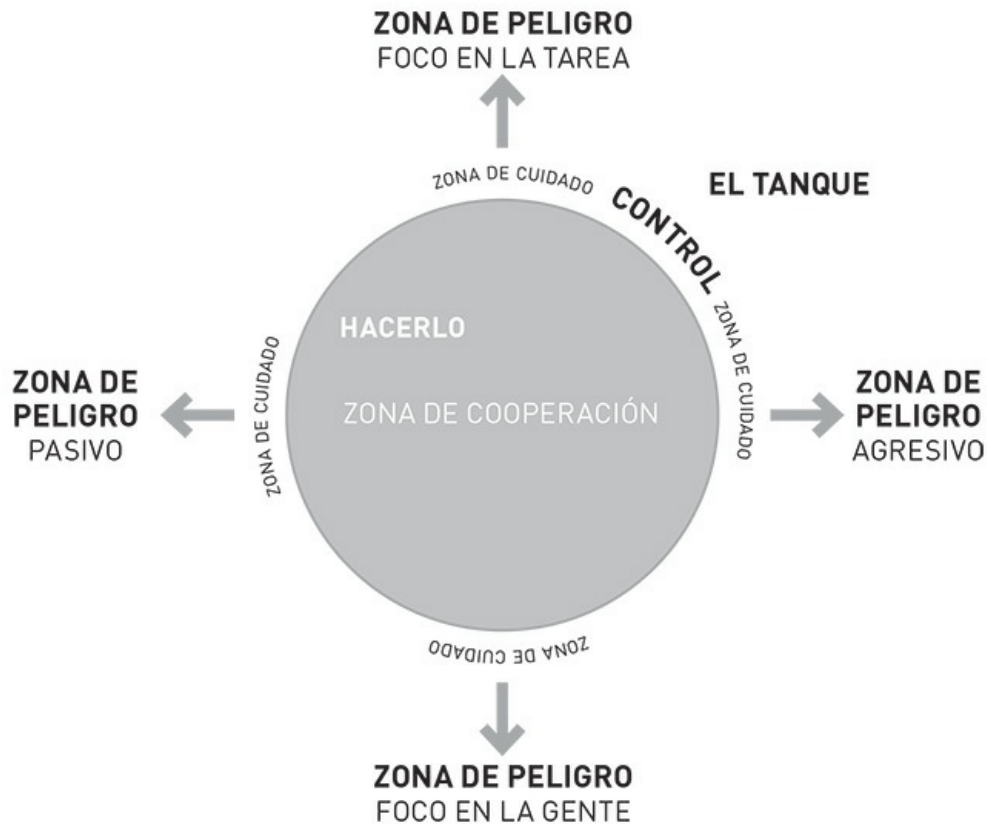 ZONA DE PELIGRO
FOCO EN LA TAREA
ZONA DE CUIDADO
CONTROL
EL TANQUE
ZONA DE CUIDADO
HACERLO
ZONA DE COOPERACIÓN
ZONA DE CUIDADO
ZONA DE
PELIGRO
PASIVO
ZONA DE
PELIGRO
AGRESIVO
ZONA DE CUIDADO
ZONA DE PELIGRO
FOCO EN LA GENTE